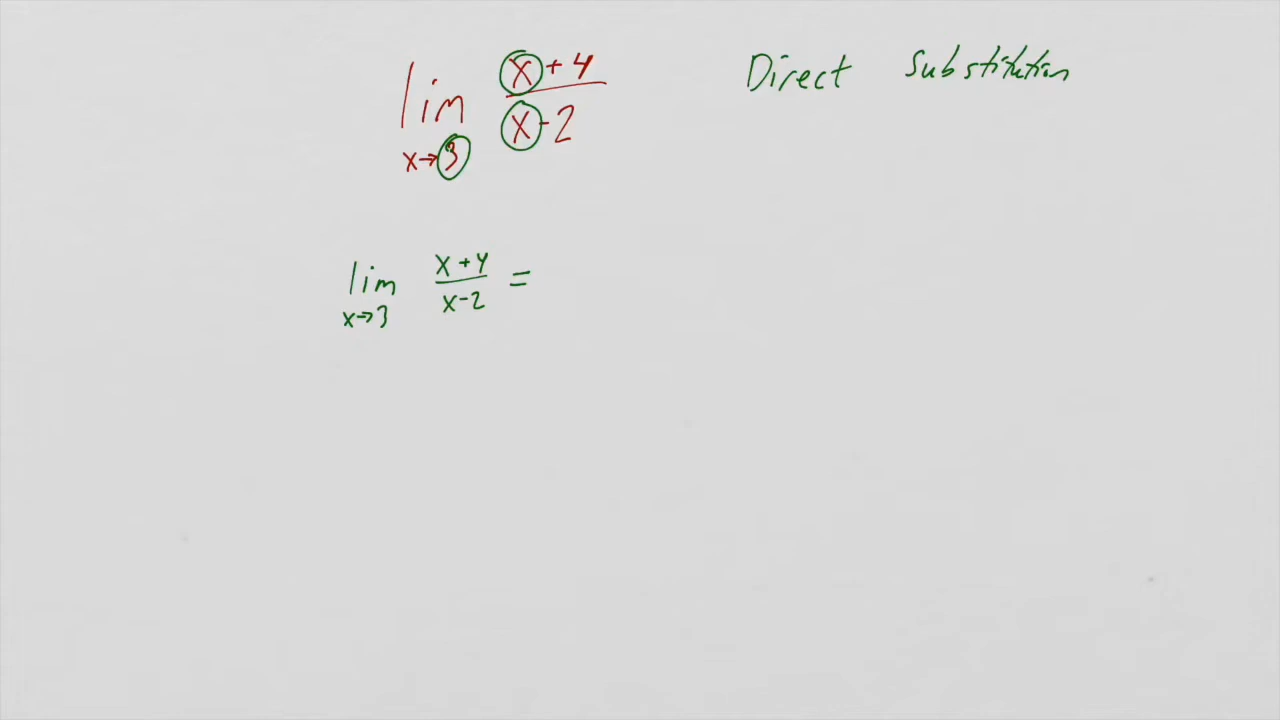 lim x→3 x+4 / x-2
Direct Substitution
lim x→3 x+4 / x-2 =